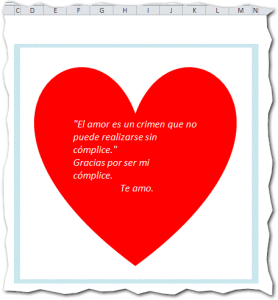 C D E F G H I J K L M N
"El amor es un crimen que no
puede realizarse sin
cómplice."
Gracias por ser mi
cómplice.
Te amo.